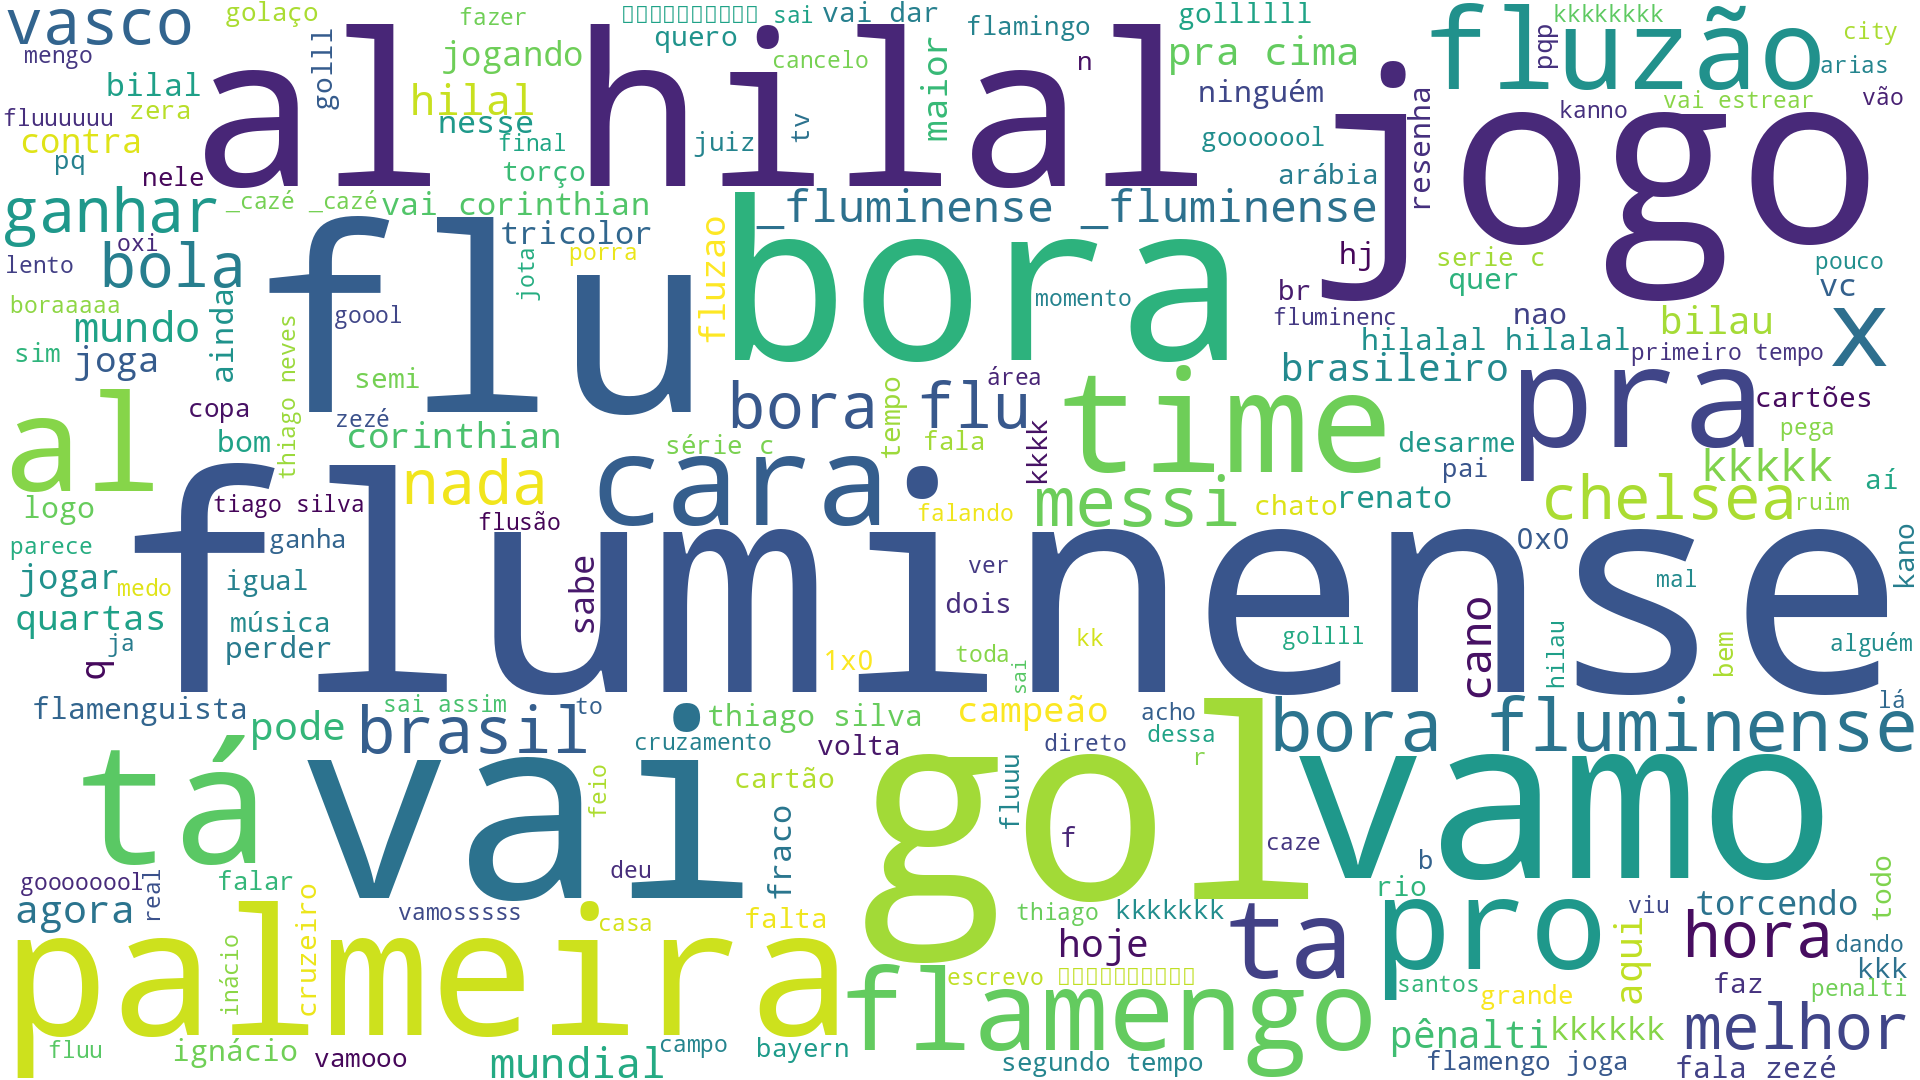 vasco
golaço
fazer
sai
vai dar
flamingo
gollllll
kkkkkkkk
city
mengo
golll
jogando
quero
cancelo
n
pra cima
fluzão
pqp
arias
bilal
zera
al hilal
hilal
nesse
maior
ninguém
jogo
vai estrear
vão
fluuuuuu
contra
final
juiz
tv
gooooool
resenha
kanno
pq
nele
torço
arábia
ganhar
_cazé _cazé
vai corinthian
_fluminense _fluminense
oxi
tricolor
bora
hj
serie c
pouco
lento
bola
flu
jota
porra
fluzao
momento
br
quer
vc
boraaaaa
mundo
ainda
goool
fluminenc
nao
bilau
x
sim
joga
thiago neves
semi
área
hilalal hilalal
primeiro tempo
copa
zezé
bora flu
tempo
time
brasileiro
pra
cartões
al
bom
corinthian
série c
fala
kkkk
desarme
pega
nada
cara
messi
pai
kkkkk
logo
tiago silva
flusão
falando
chato
renato
chelsea
aí
ruim
parece
ganha
fluminense
0x0
kano
jogar
medo
igual
sabe
ver
dois
mal
quartas
música
cano
ja
perder
kk
gollll
hilau
bem
alguém
q
1x0
toda
sai
flamenguista
sai assim
to
campeão
acho
lá
pode
brasil
thiago silva
dessa
bora fluminense
cruzamento
volta
direto
r
tá
vai
feio
cartão
gol
fluuu
vamo
fraco
f
caze
deu
b
goooooool
real
falar
rio
todo
agora
vamosssss
casa
falta
thiago
kkkkkkk
ta
pro
viu
torcendo
palmeira
inácio
cruzeiro
hoje
aqui
hora
dando
kkk
escrevo
flamengo
santos
grande
faz
penalti
fluu
ignácio
vamooo
mundial
campo
bayern
segundo tempo
pênalti
kkkkkk
melhor
flamengo joga
fala zezé